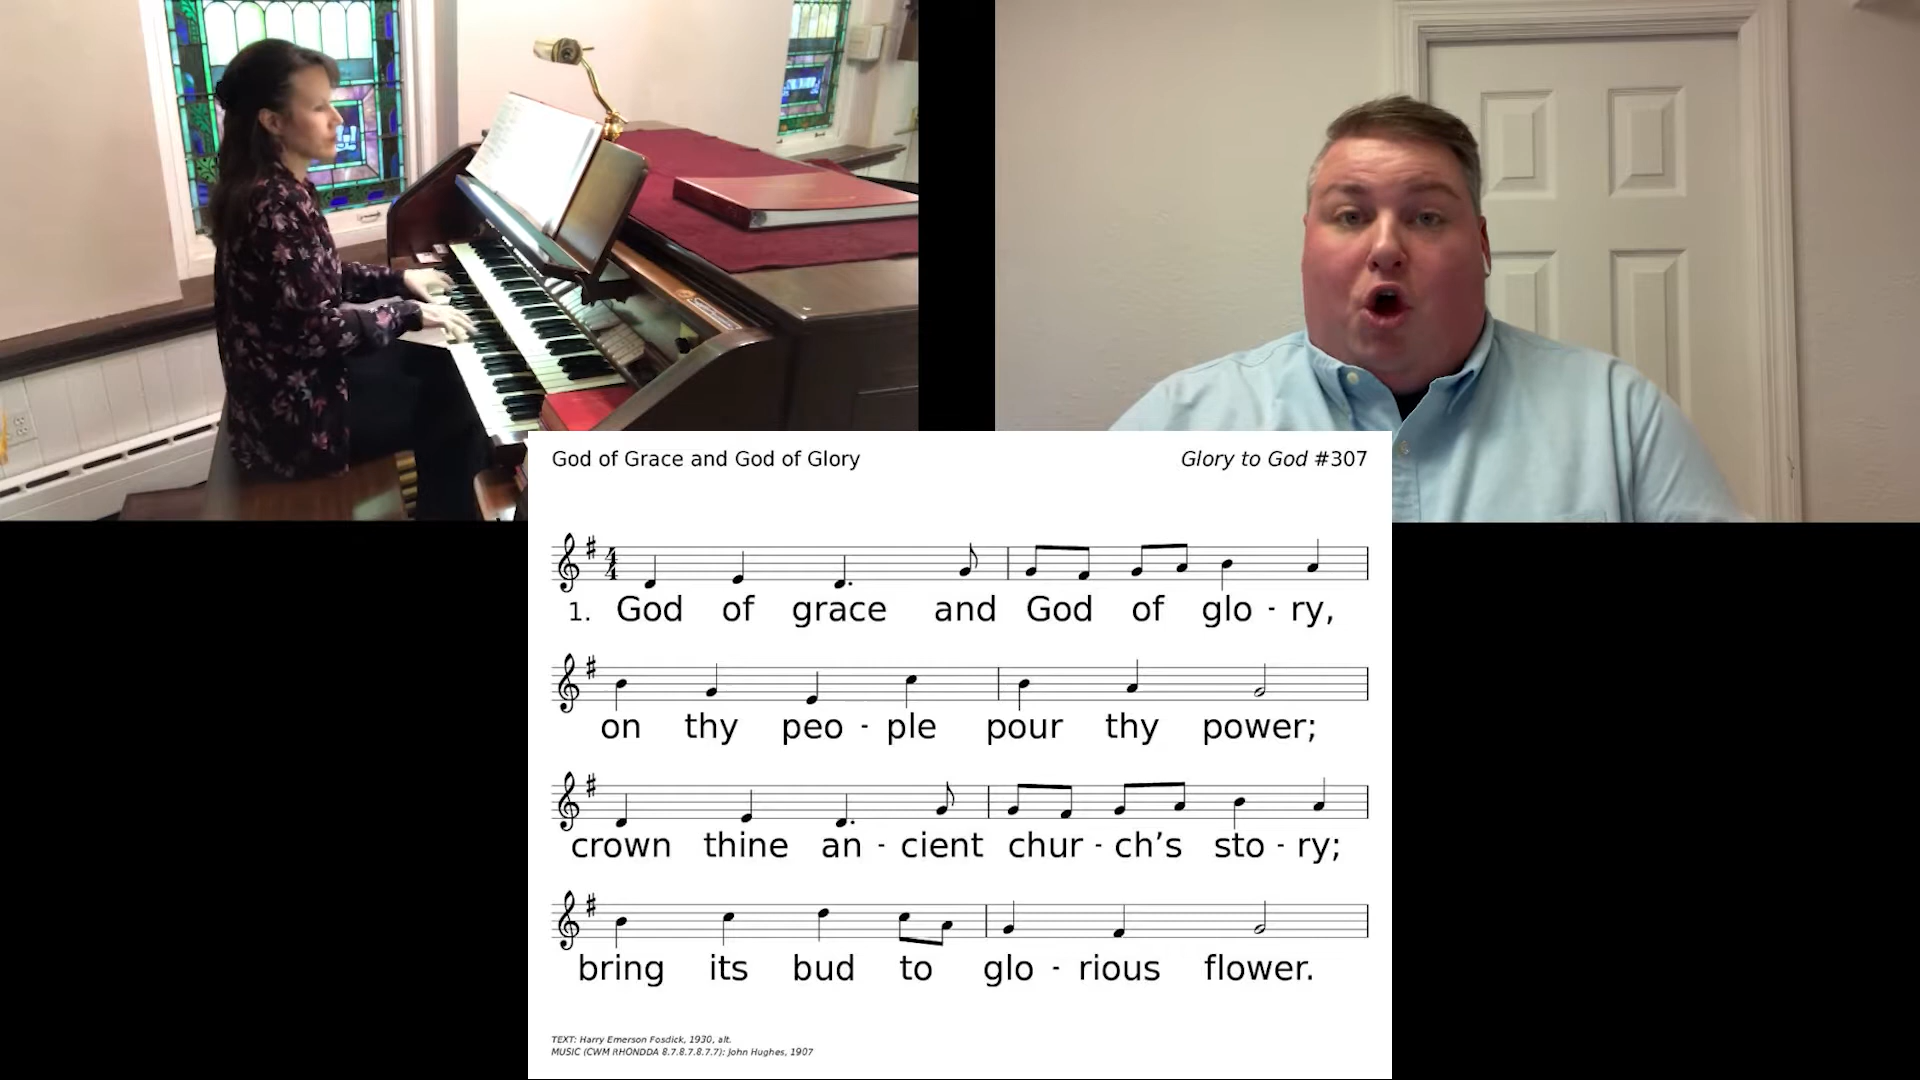 God of Grace and God of Glory
Glory to God #307
1. God of grace and God of glo - ry,
on thy peo - ple pour thy power;
crown thine an - cient chur - ch’s sto - ry;
bring its bud to glo - rious flower.
TEXT: Harry Emerson Fosdick, 1930, alt.
MUSIC (CWM RHONDDA 8.7.8.7.8.7.7): John Hughes, 1907